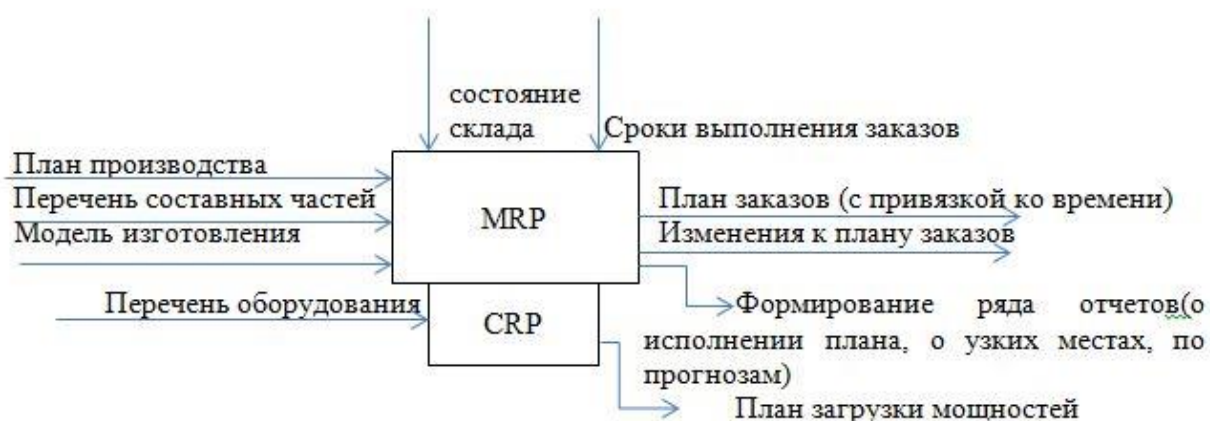 состояние
склада
Сроки выполнения заказов
План производства
Перечень составных частей
Модель изготовления
MRP
План заказов (с привязкой ко времени)
Изменения к плану заказов
Перечень оборудования
CRP
Формирование ряда отчетов(о
исполнении плана, о узких местах, по
прогнозам)
План загрузки мощностей